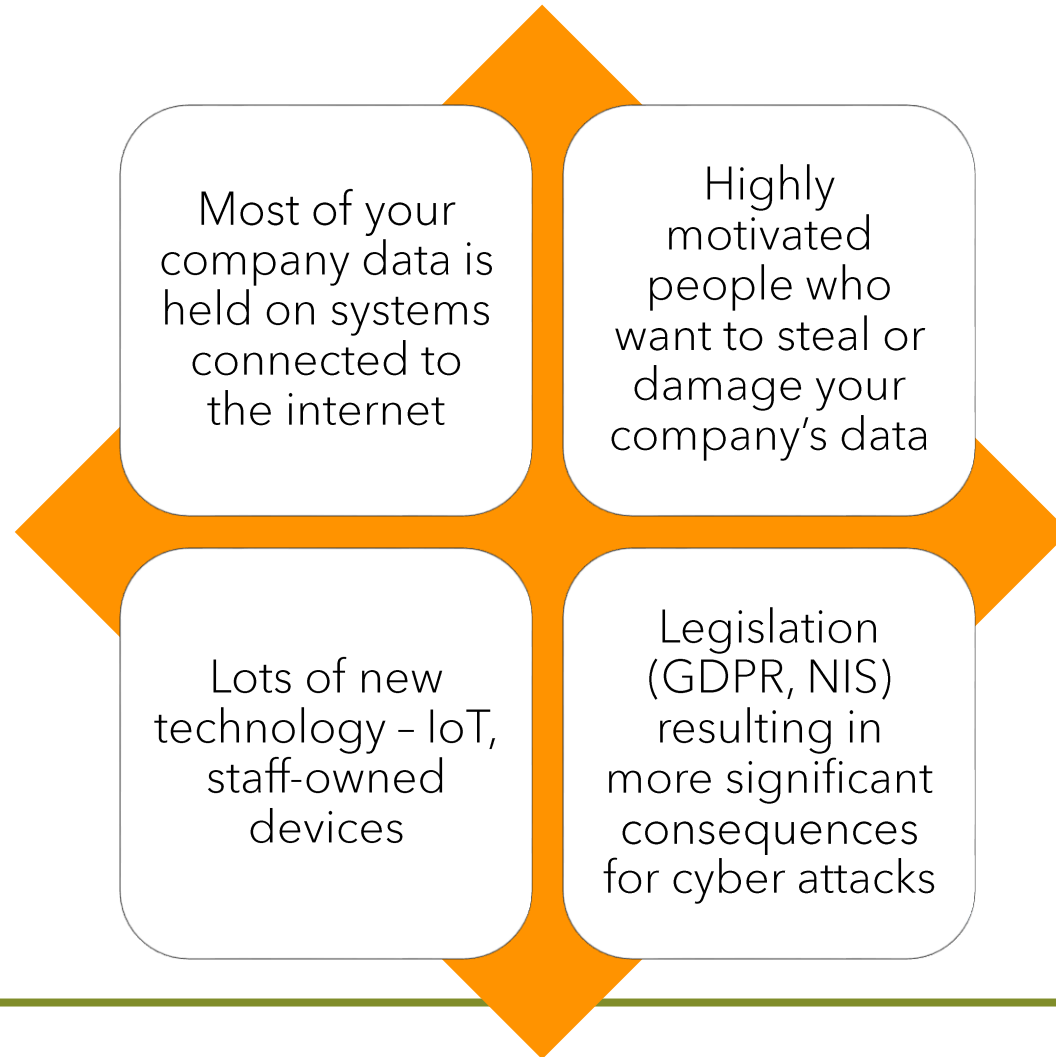 Most of your
company data is
held on systems
connected to
the internet
Highly
motivated
people who
want to steal or
damage your
company’s data
Lots of new
technology – IoT,
staff-owned
devices
Legislation
(GDPR, NIS)
resulting in
more significant
consequences
for cyber attacks